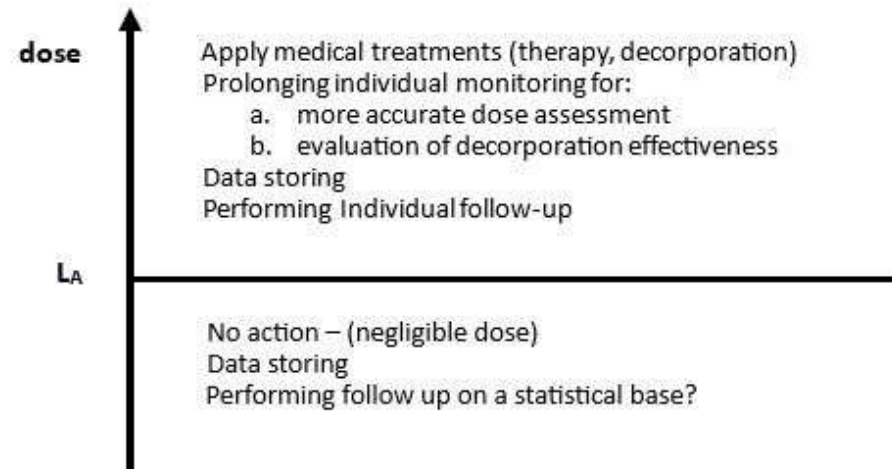 dose
Apply medical treatments (therapy, decorporation)
Prolonging individual monitoring for:
a. more accurate dose assessment
b. evaluation of decorporation effectiveness
Data storing
Performing Individual follow-up
LA
No action – (negligible dose)
Data storing
Performing follow up on a statistical base?